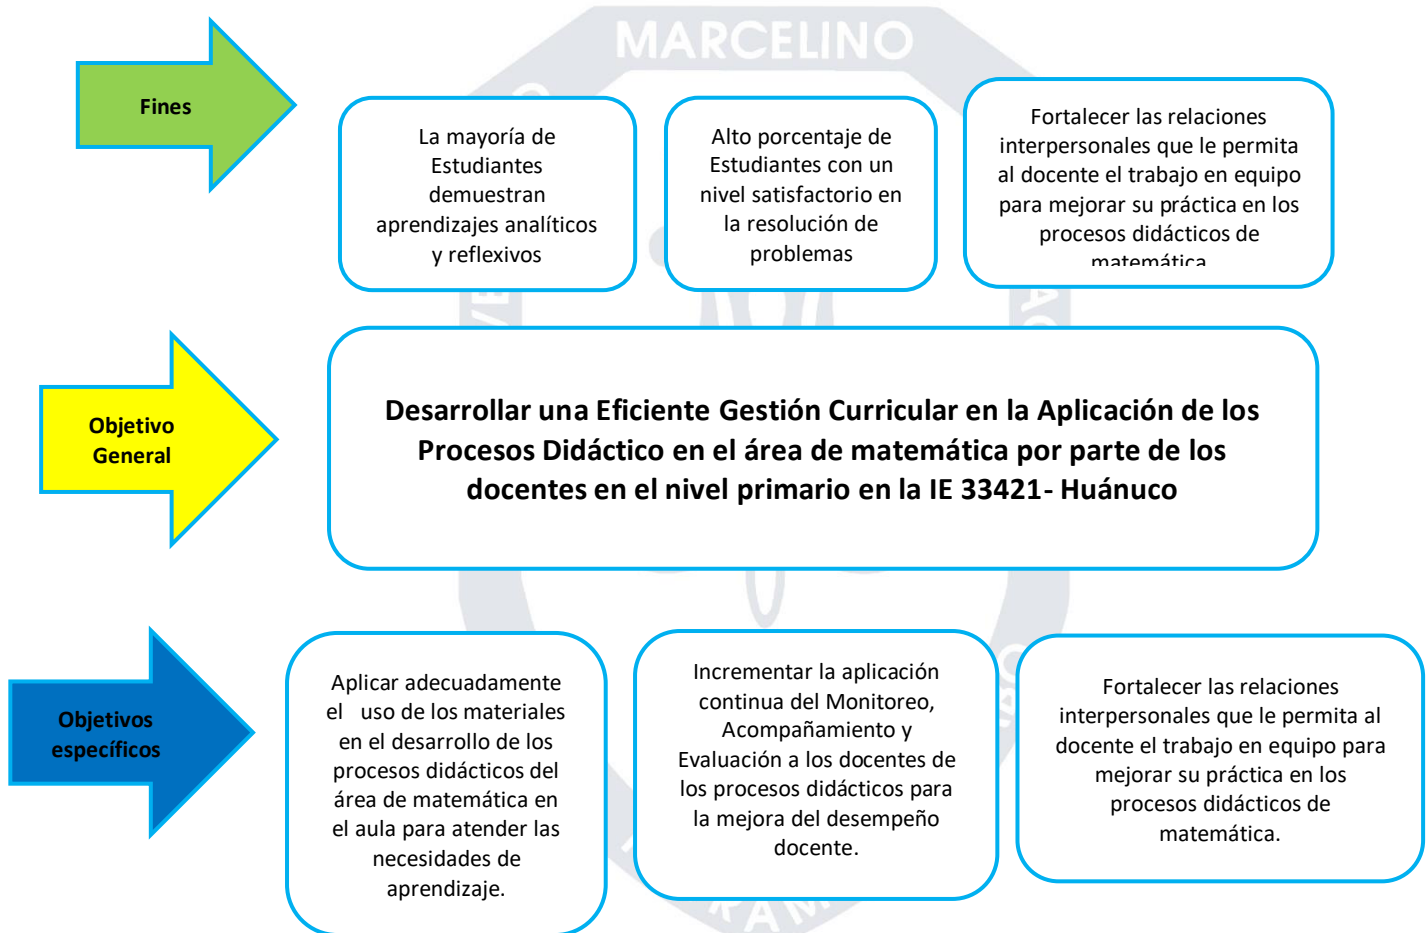 MARCELINO
Fines
La mayoría de
Estudiantes
demuestran
aprendizajes analíticos
y reflexivos
Alto porcentaje de
Estudiantes con un
nivel satisfactorio en
la resolución de
problemas
Fortalecer las relaciones
interpersonales que le permita
al docente el trabajo en equipo
para mejorar su práctica en los
procesos didácticos de
matemática
Objetivo
General
Desarrollar una Eficiente Gestión Curricular en la Aplicación de los
Procesos Didáctico en el área de matemática por parte de los
docentes en el nivel primario en la IE 33421- Huánuco
Objetivos
específicos
Aplicar adecuadamente
el uso de los materiales
en el desarrollo de los
procesos didácticos del
área de matemática en
el aula para atender las
necesidades de
aprendizaje.
Incrementar la aplicación
continua del Monitoreo,
Acompañamiento y
Evaluación a los docentes de
los procesos didácticos para
la mejora del desempeño
docente.
Fortalecer las relaciones
interpersonales que le permita al
docente el trabajo en equipo para
mejorar su práctica en los
procesos didácticos de
matemática.